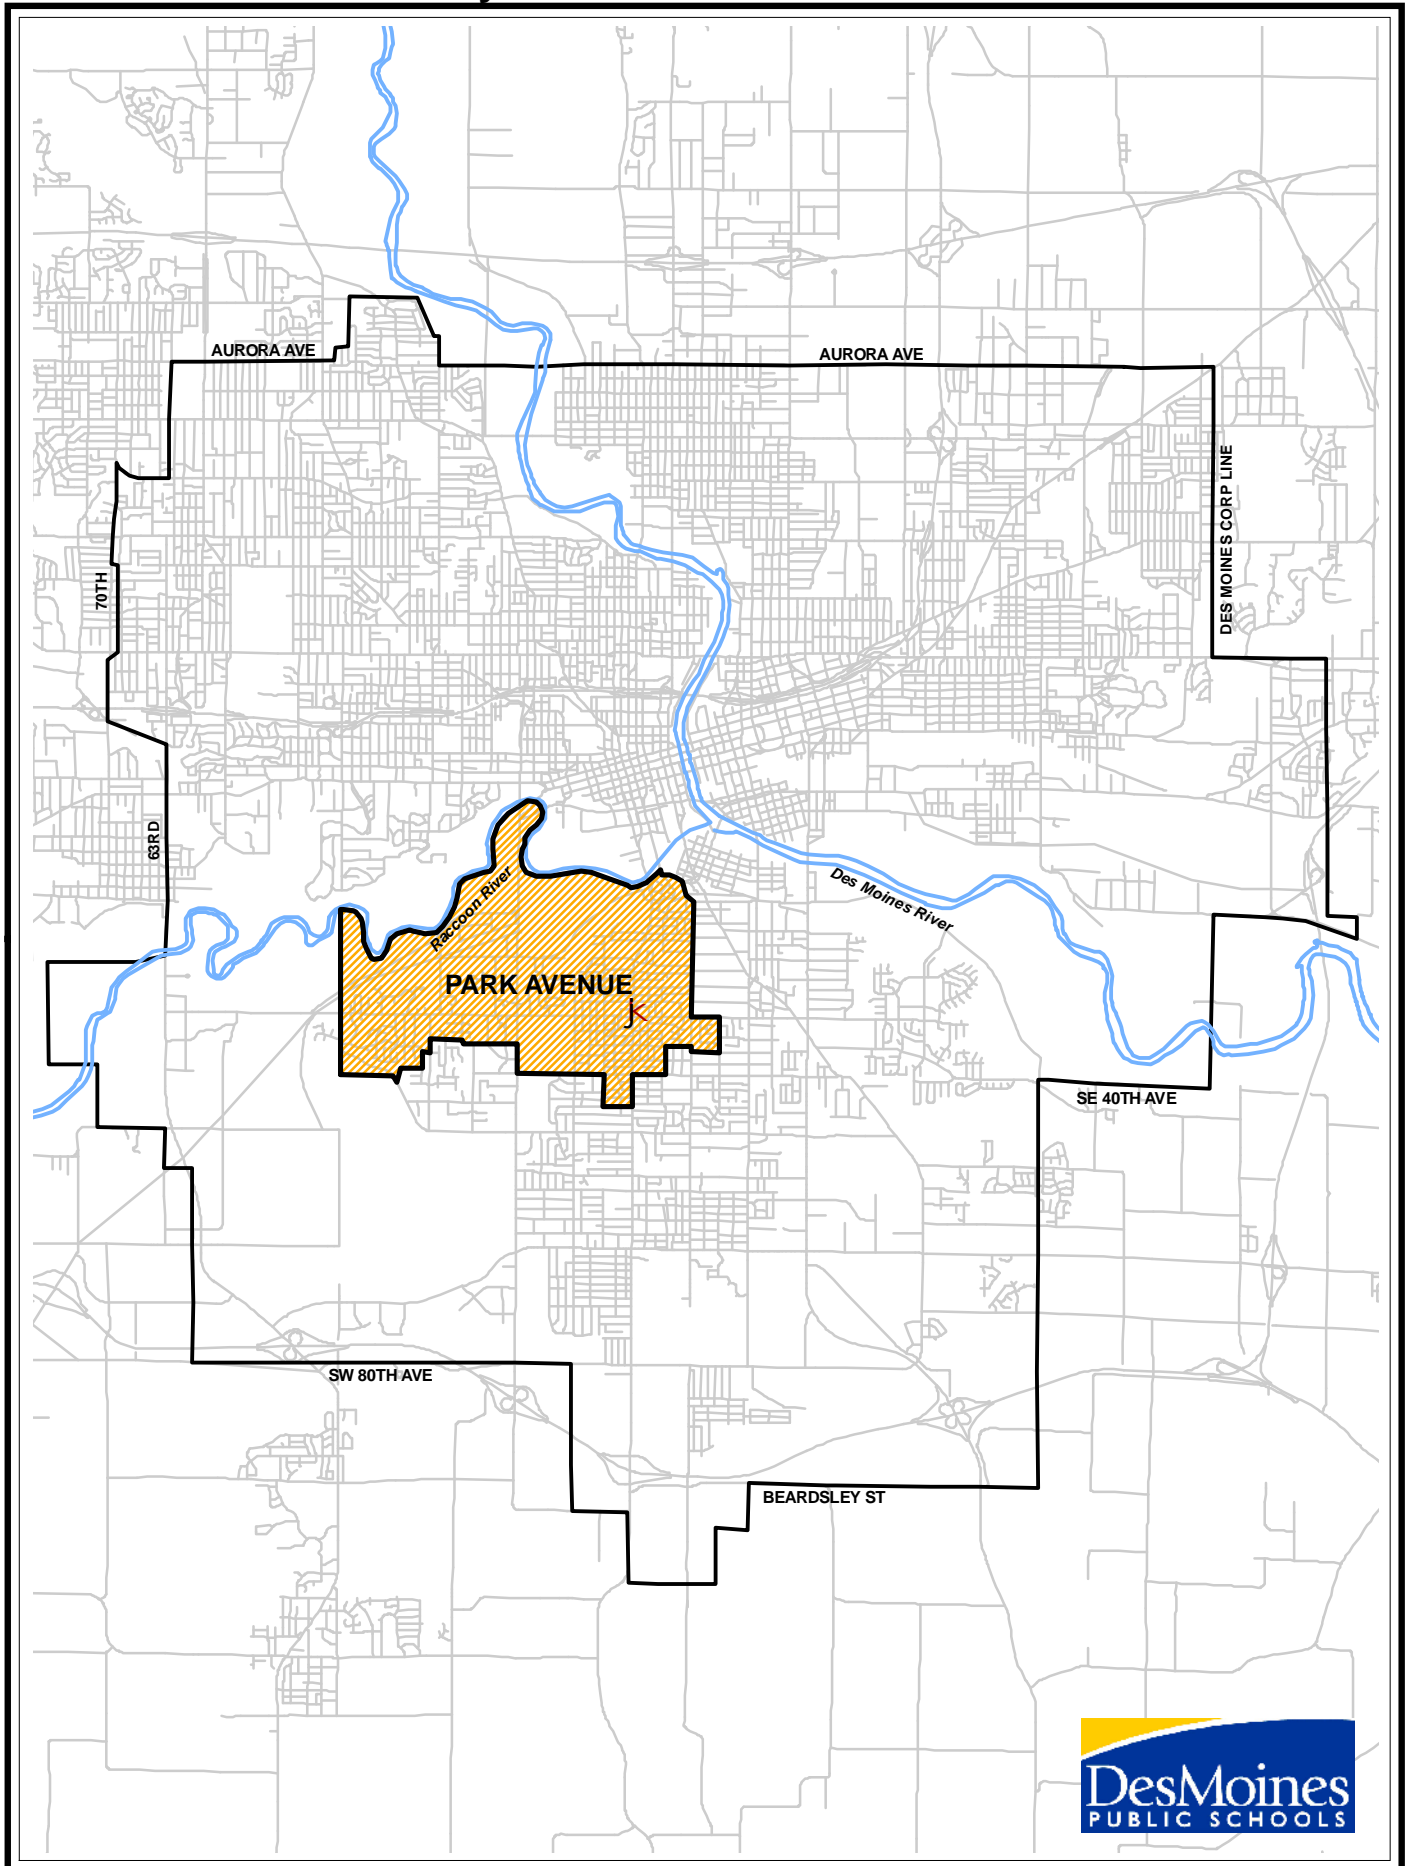 AURORA AVE
AURORA AVE
DES MOINES CORP LINE
70TH
63RD
Raccoon River
Des Moines River
PARK AVENUE
jk
SE 40TH AVE
SW 80TH AVE
BEARDSLEY ST
DesMoines
PUBLIC SCHOOLS